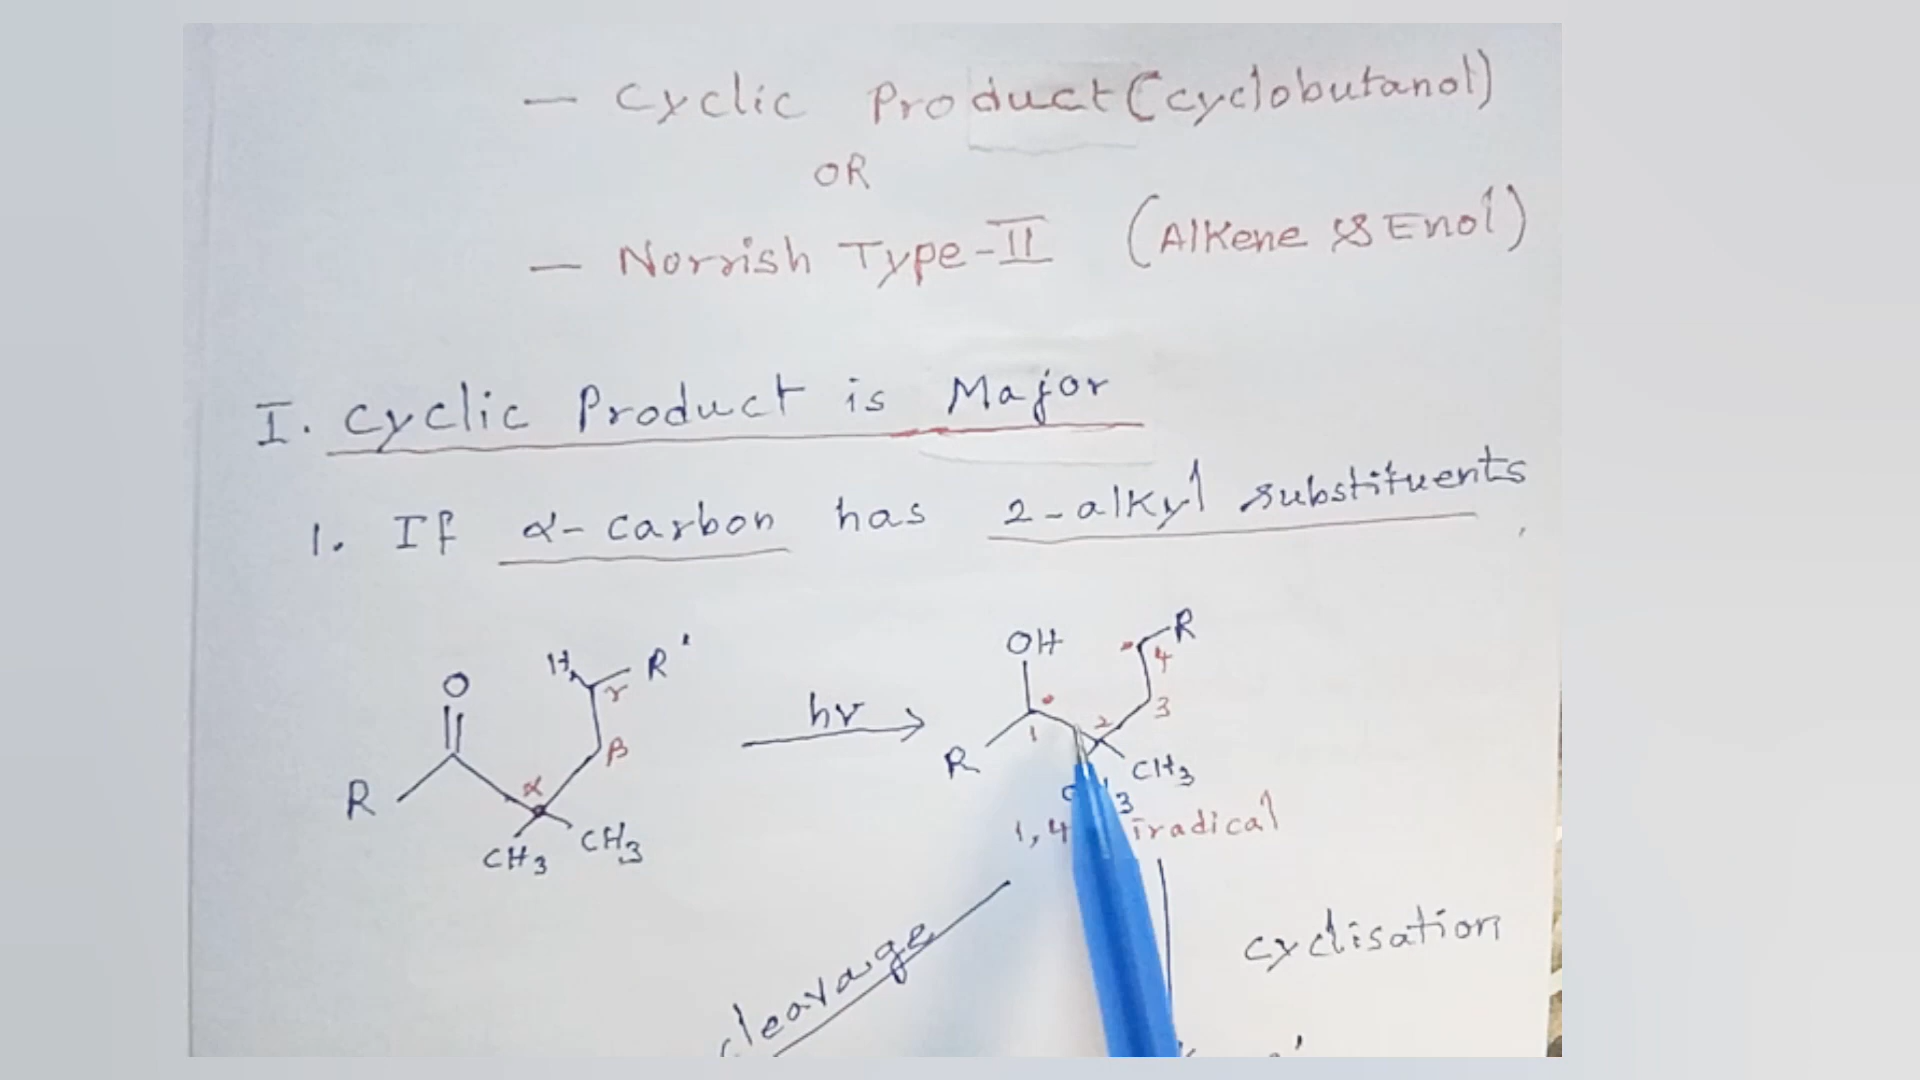 — Cyclic Product (cyclobutanol)
OR
— Norrish Type-II (Alkene & Enol)
I. Cyclic Product is Major
1. If α-carbon has 2-alkyl substituents
O
H
R'
γ
β
α
R
CH3
CH3
hν
OH
R
4
3
2
1
R
CH3
3
1,4
iradical
cleavage
cyclisation